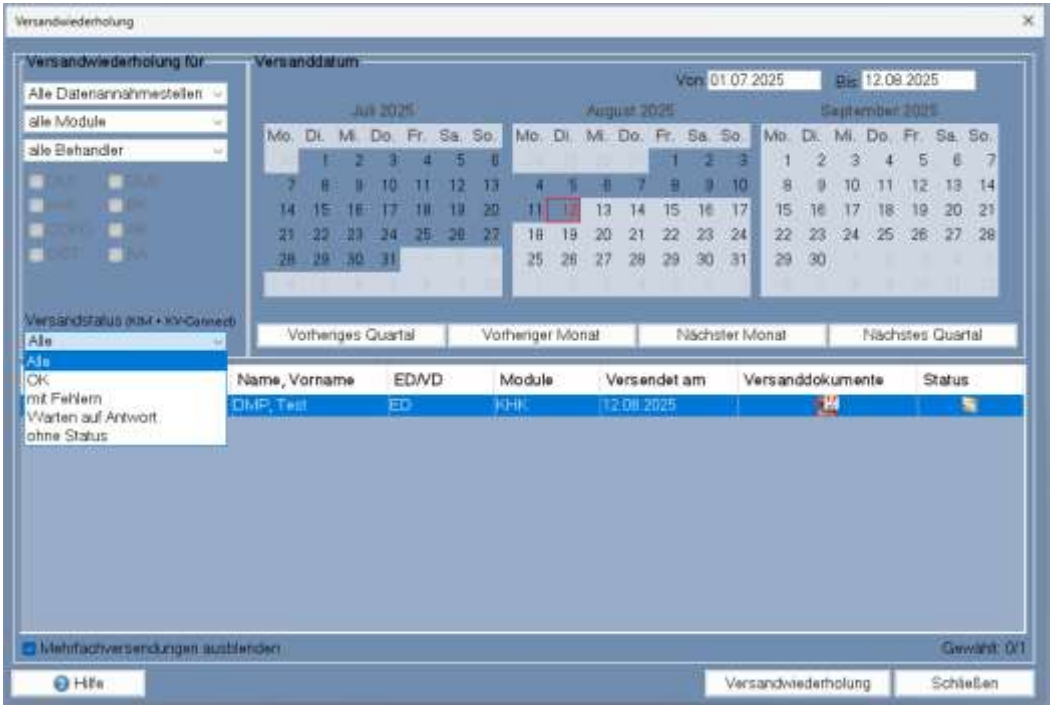 Versandwiederholung
Versandwiederholung für
Alle Datenannahmestellen
alle Module
alle Behandler
Versandstatus (KIM + KV-Connect)
Alle
Alle
OK
mit Fehlern
Warten auf Antwort
ohne Status
Versanddatum
Von 01.07.2025 Bis 12.08.2025
Juli 2025 August 2025 September 2025
Mo. Di. Mi. Do. Fr. Sa. So. Mo. Di. Mi. Do. Fr. Sa. So. Mo. Di. Mi. Do. Fr. Sa. So.
1 2 3 4 5 6 1 2 3 1 2 3 4 5 6 7
7 8 9 10 11 12 13 4 5 6 7 8 9 10 8 9 10 11 12 13 14
14 15 16 17 18 19 20 11 12 13 14 15 16 17 15 16 17 18 19 20 21
21 22 23 24 25 26 27 18 19 20 21 22 23 24 22 23 24 25 26 27 28
28 29 30 31 25 26 27 28 29 30 31 29 30
Vorheriges Quartal Vorheriger Monat Nächster Monat Nächstes Quartal
Name, Vorname ED/VD Module Versendet am Versanddokumente Status
DMP, Test ED KHK 12.08.2025
Mehrfachversendungen ausblenden Gewählt: 0/1
Hilfe Versandwiederholung Schließen